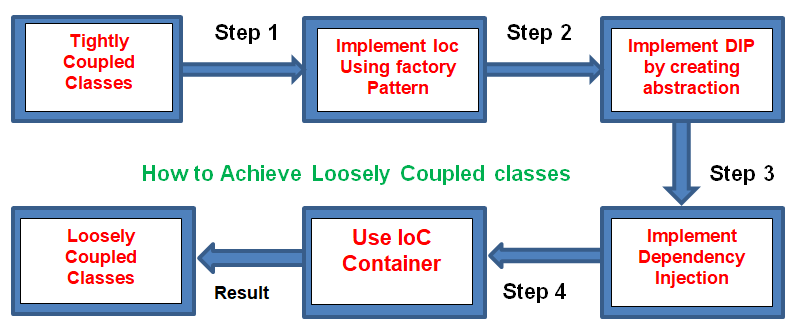 Tightly
Coupled
Classes
Step 1
Implement Ioc
Using factory
Pattern
Step 2
Implement DIP
by creating
abstraction
How to Achieve Loosely Coupled classes
Step 3
Implement
Dependency
Injection
Step 4
Use IoC
Container
Result
Loosely
Coupled
Classes